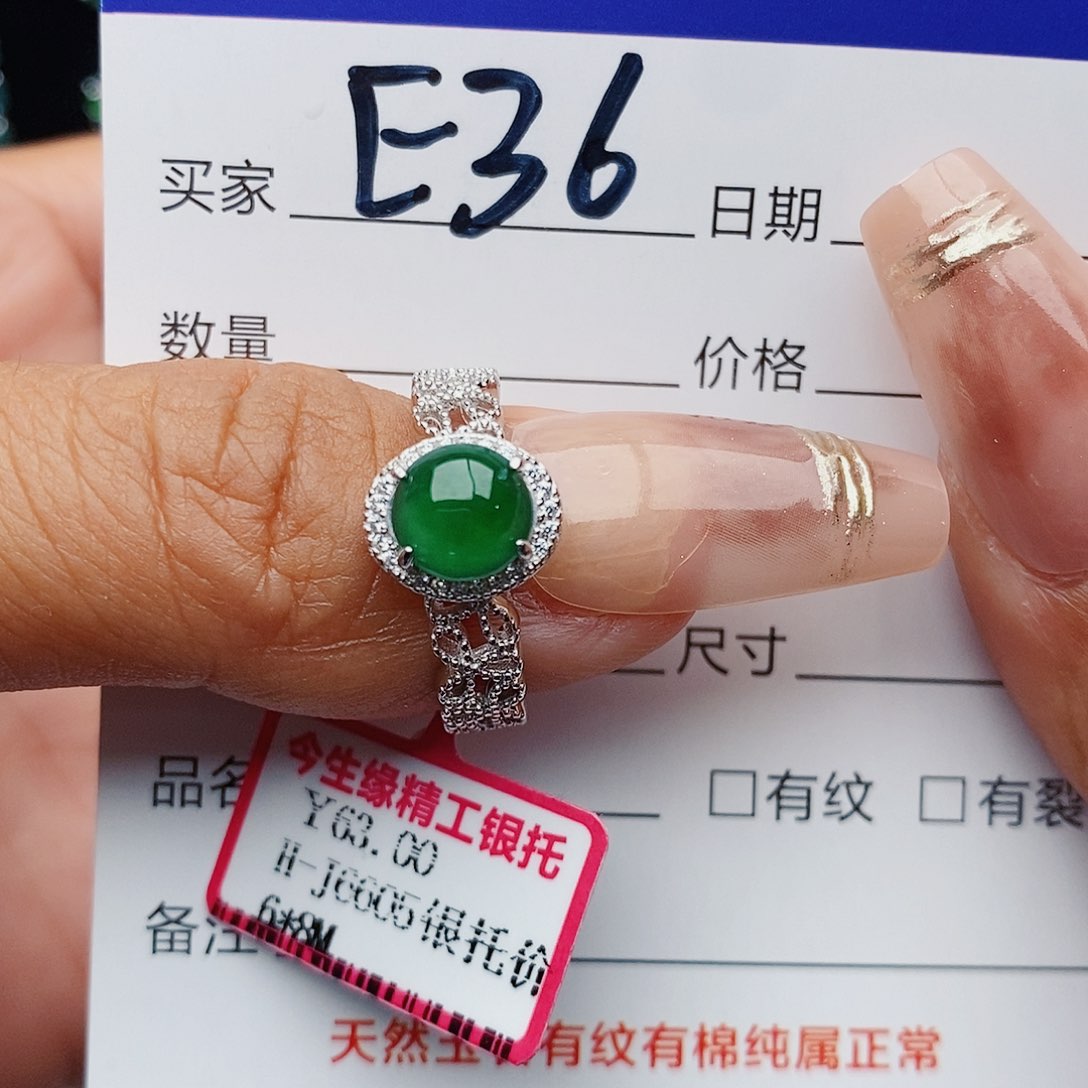 买家 E36 日期
数量 价格
尺寸
品名 □有纹 □有裂
备注
今生缘精工银托
Y63.00
H-J6605银托价
6*8M
天然玉 有纹有棉纯属正常